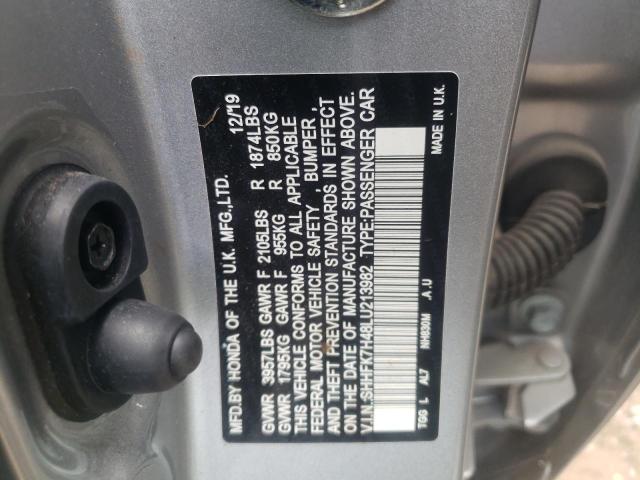 MFD.BY HONDA OF THE U.K. MFG.,LTD. 12/19
GVWR 3957LBS GAWR F 2105LBS R 1874LBS
GVWR 1795KG GAWR F 955KG R 850KG
THIS VEHICLE CONFORMS TO ALL APPLICABLE
FEDERAL MOTOR VEHICLE SAFETY , BUMPER ,
AND THEFT PREVENTION STANDARDS IN EFFECT
ON THE DATE OF MANUFACTURE SHOWN ABOVE.
V.I.N.:SHHFK7H48LU213982 TYPE:PASSENGER CAR
TGG L AL7 NH830M .A .U MADE IN U.K.